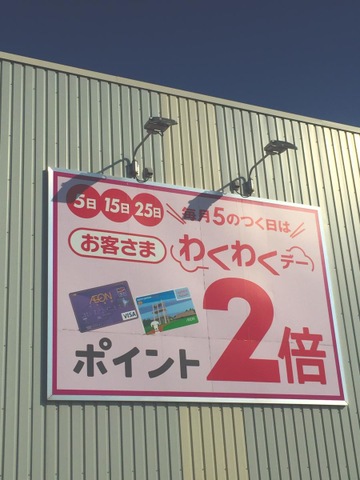 5日 15日 25日
毎月5のつく日は
お客さま わくわくデー
AEON
VISA
ポイント2倍